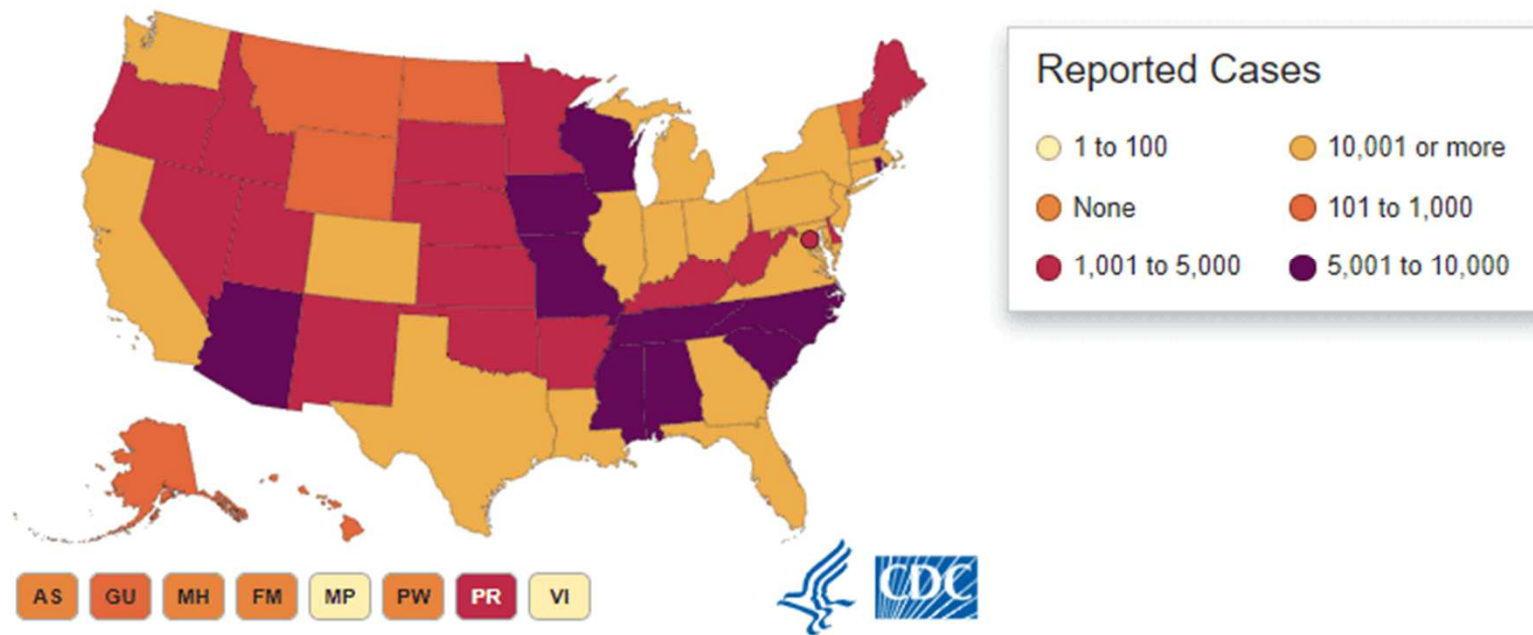 Reported Cases
1 to 100
10,001 or more
None
101 to 1,000
1,001 to 5,000
5,001 to 10,000
AS GU MH FM MP PW PR VI
CDC